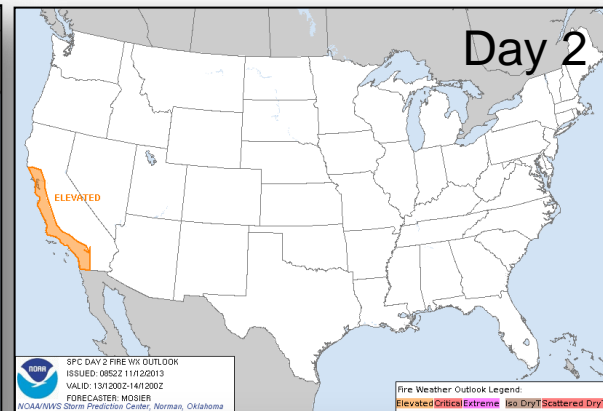 Day 2
ELEVATED
NOAA
SPC DAY 2 FIRE WX OUTLOOK
ISSUED: 0852Z 11/12/2013
VALID: 13/1200Z-14/1200Z
FORECASTER: MOSIER
NOAA/NWS Storm Prediction Center, Norman, Oklahoma
Fire Weather Outlook Legend:
Elevated Critical Extreme Iso DryT Scattered DryT